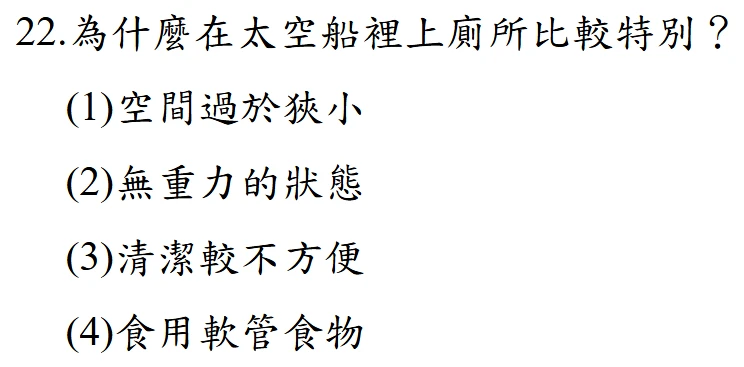 22.為什麼在太空船裡上廁所比較特別？
(1)空間過於狹小
(2)無重力的狀態
(3)清潔較不方便
(4)食用軟管食物